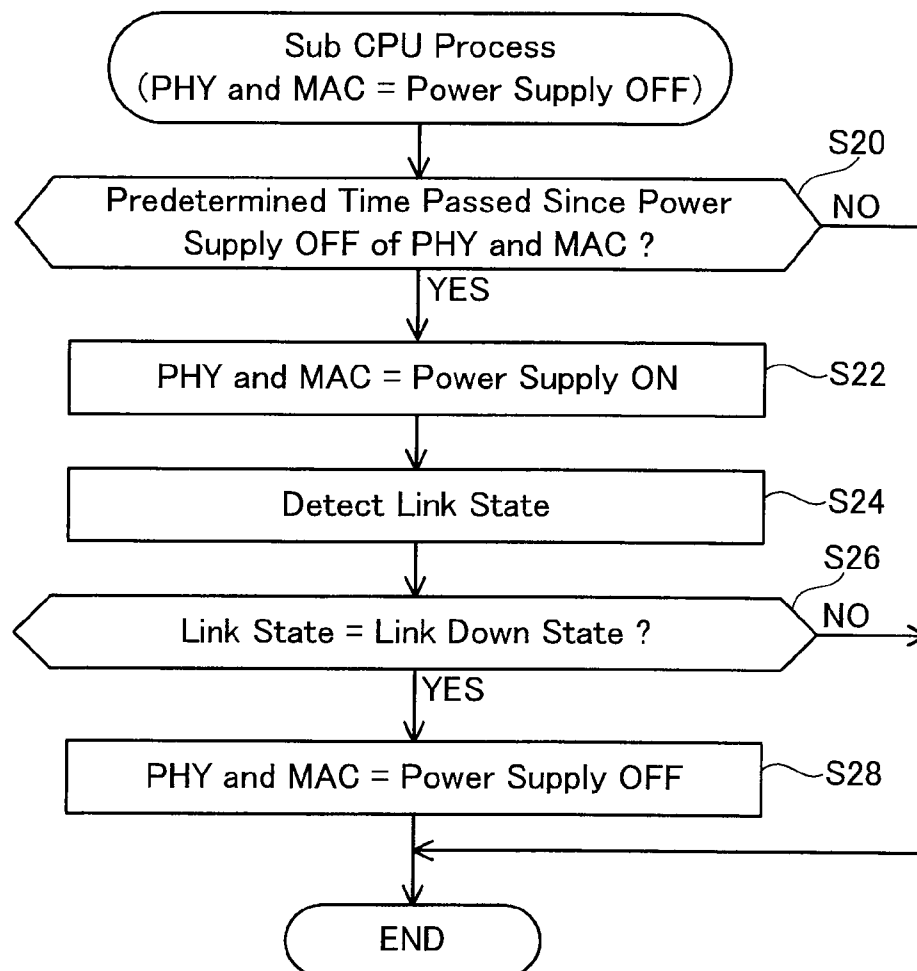 Sub CPU Process
(PHY and MAC = Power Supply OFF)
S20
Predetermined Time Passed Since Power
Supply OFF of PHY and MAC ?
NO
YES
PHY and MAC = Power Supply ON
S22
Detect Link State
S24
S26
Link State = Link Down State ?
NO
YES
PHY and MAC = Power Supply OFF
S28
END